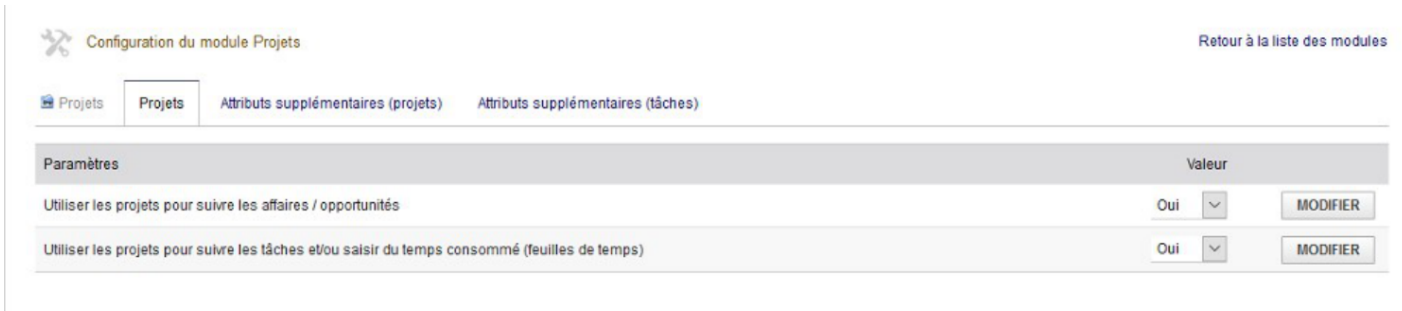 Configuration du module Projets
Retour à la liste des modules
Projets Projets Attributs supplémentaires (projets) Attributs supplémentaires (tâches)
Paramètres Valeur
Utiliser les projets pour suivre les affaires / opportunités Oui MODIFIER
Utiliser les projets pour suivre les tâches et/ou saisir du temps consommé (feuilles de temps) Oui MODIFIER